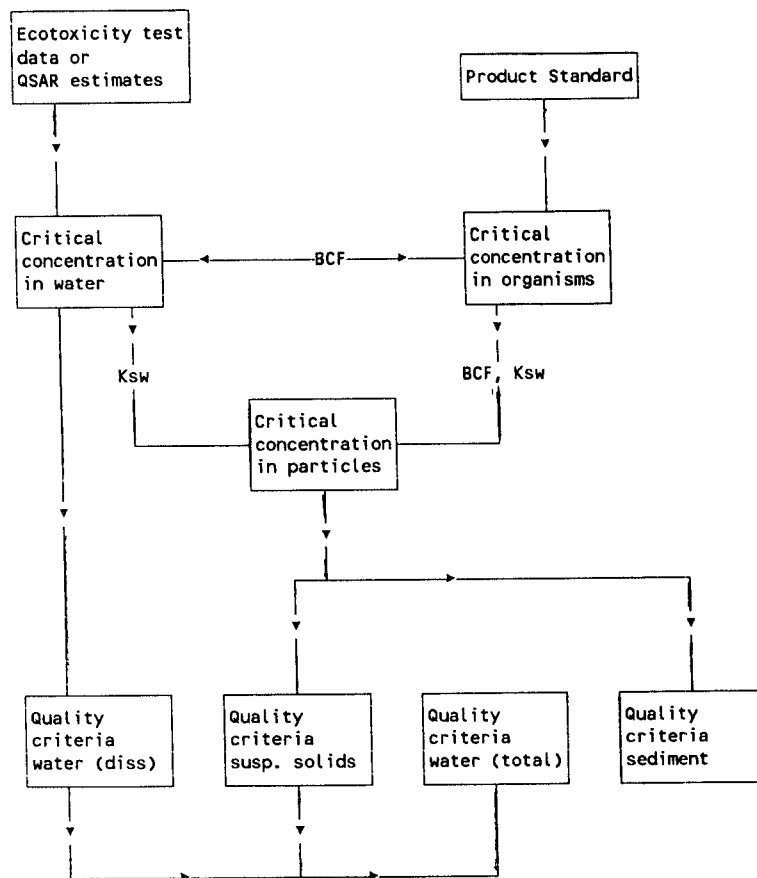 Ecotoxicity test
data or
QSAR estimates
Product Standard
Critical
concentration
in water
BCF
Critical
concentration
in organisms
Ksw
BCF, Ksw
Critical
concentration
in particles
Quality
criteria
water (diss)
Quality
criteria
susp. solids
Quality
criteria
water (total)
Quality
criteria
sediment